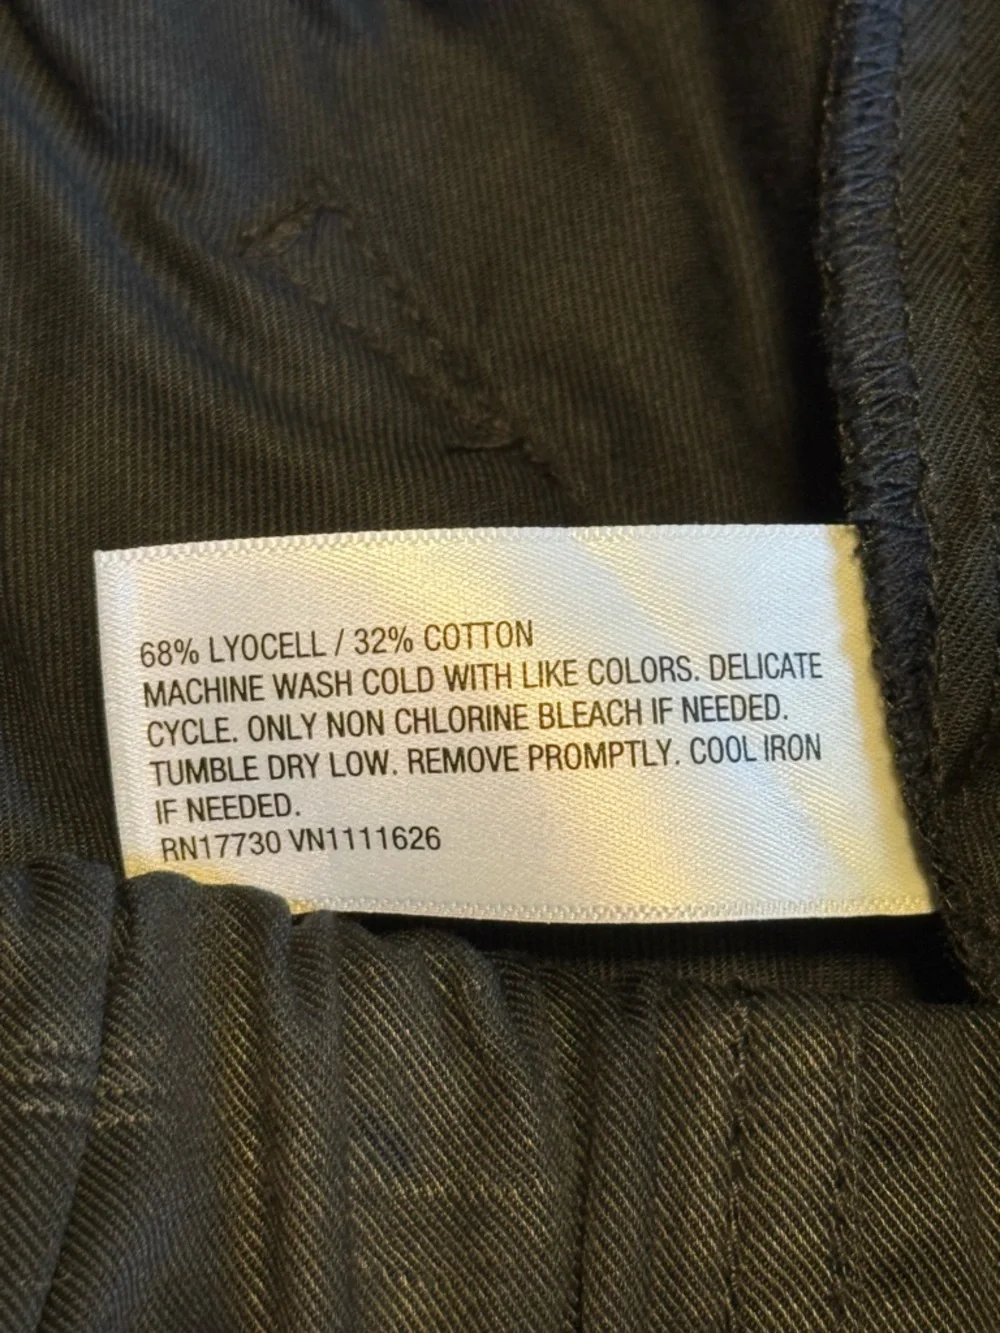 68% LYOCELL / 32% COTTON
MACHINE WASH COLD WITH LIKE COLORS. DELICATE
CYCLE. ONLY NON CHLORINE BLEACH IF NEEDED.
TUMBLE DRY LOW. REMOVE PROMPTLY. COOL IRON
IF NEEDED.
RN17730 VN1111626